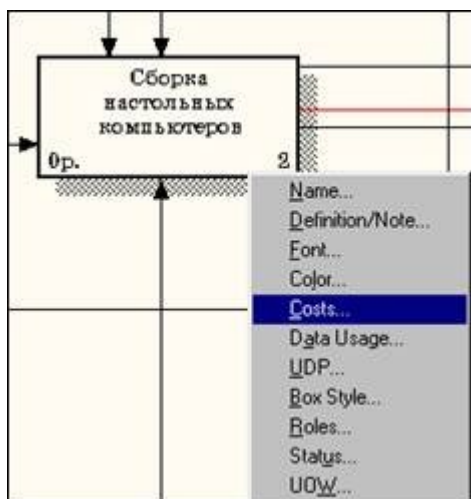 Сборка
настольных
компьютеров
0р. 2
Name...
Definition/Note...
Font...
Color...
Costs...
Data Usage...
UDP...
Box Style...
Roles...
Status...
UOW...